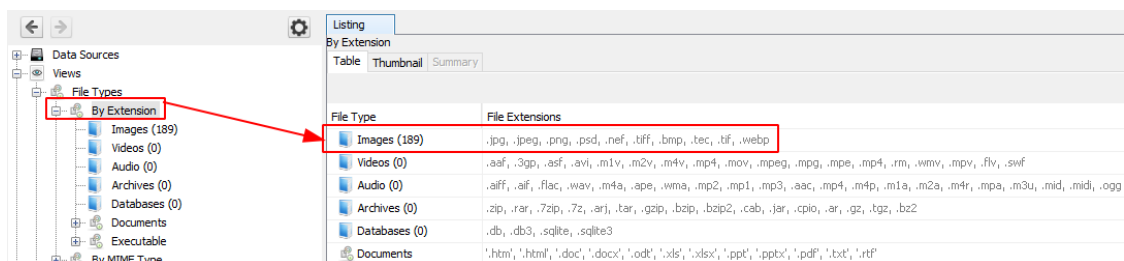 Data Sources
Views
File Types
By Extension
Images (189)
Videos (0)
Audio (0)
Archives (0)
Databases (0)
Documents
Executable
By MIME Type
Listing
By Extension
Table Thumbnail Summary
File Type File Extensions
Images (189) .jpg, .jpeg, .png, .psd, .nef, .tiff, .bmp, .tec, .tif, .webp
Videos (0) .aaf, .3gp, .asf, .avi, .m1v, .m2v, .m4v, .mp4, .mov, .mpeg, .mpg, .mpe, .mp4, .rm, .wmv, .mpv, .flv, .swf
Audio (0) .aiff, .aif, .flac, .wav, .m4a, .ape, .wma, .mp2, .mp1, .mp3, .aac, .mp4, .m4p, .m1a, .m2a, .m4r, .mpa, .m3u, .mid, .midi, .ogg
Archives (0) .zip, .rar, .7zip, .7z, .arj, .tar, .gzip, .bzip, .bzip2, .cab, .jar, .cpio, .ar, .gz, .tgz, .bz2
Databases (0) .db, .db3, .sqlite, .sqlite3
Documents '.htm', '.html', '.doc', '.docx', '.odt', '.xls', '.xlsx', '.ppt', '.pptx', '.pdf', '.txt', '.rtf'